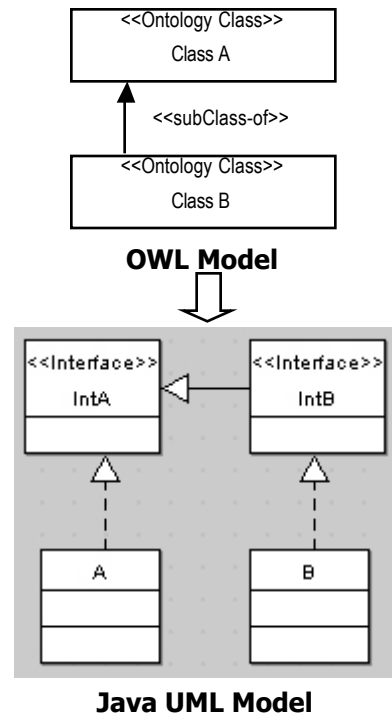 <<Ontology Class>>
Class A
<<subClass-of>>
<<Ontology Class>>
Class B
OWL Model
<<Interface>>
IntA
<<Interface>>
IntB
A
B
Java UML Model